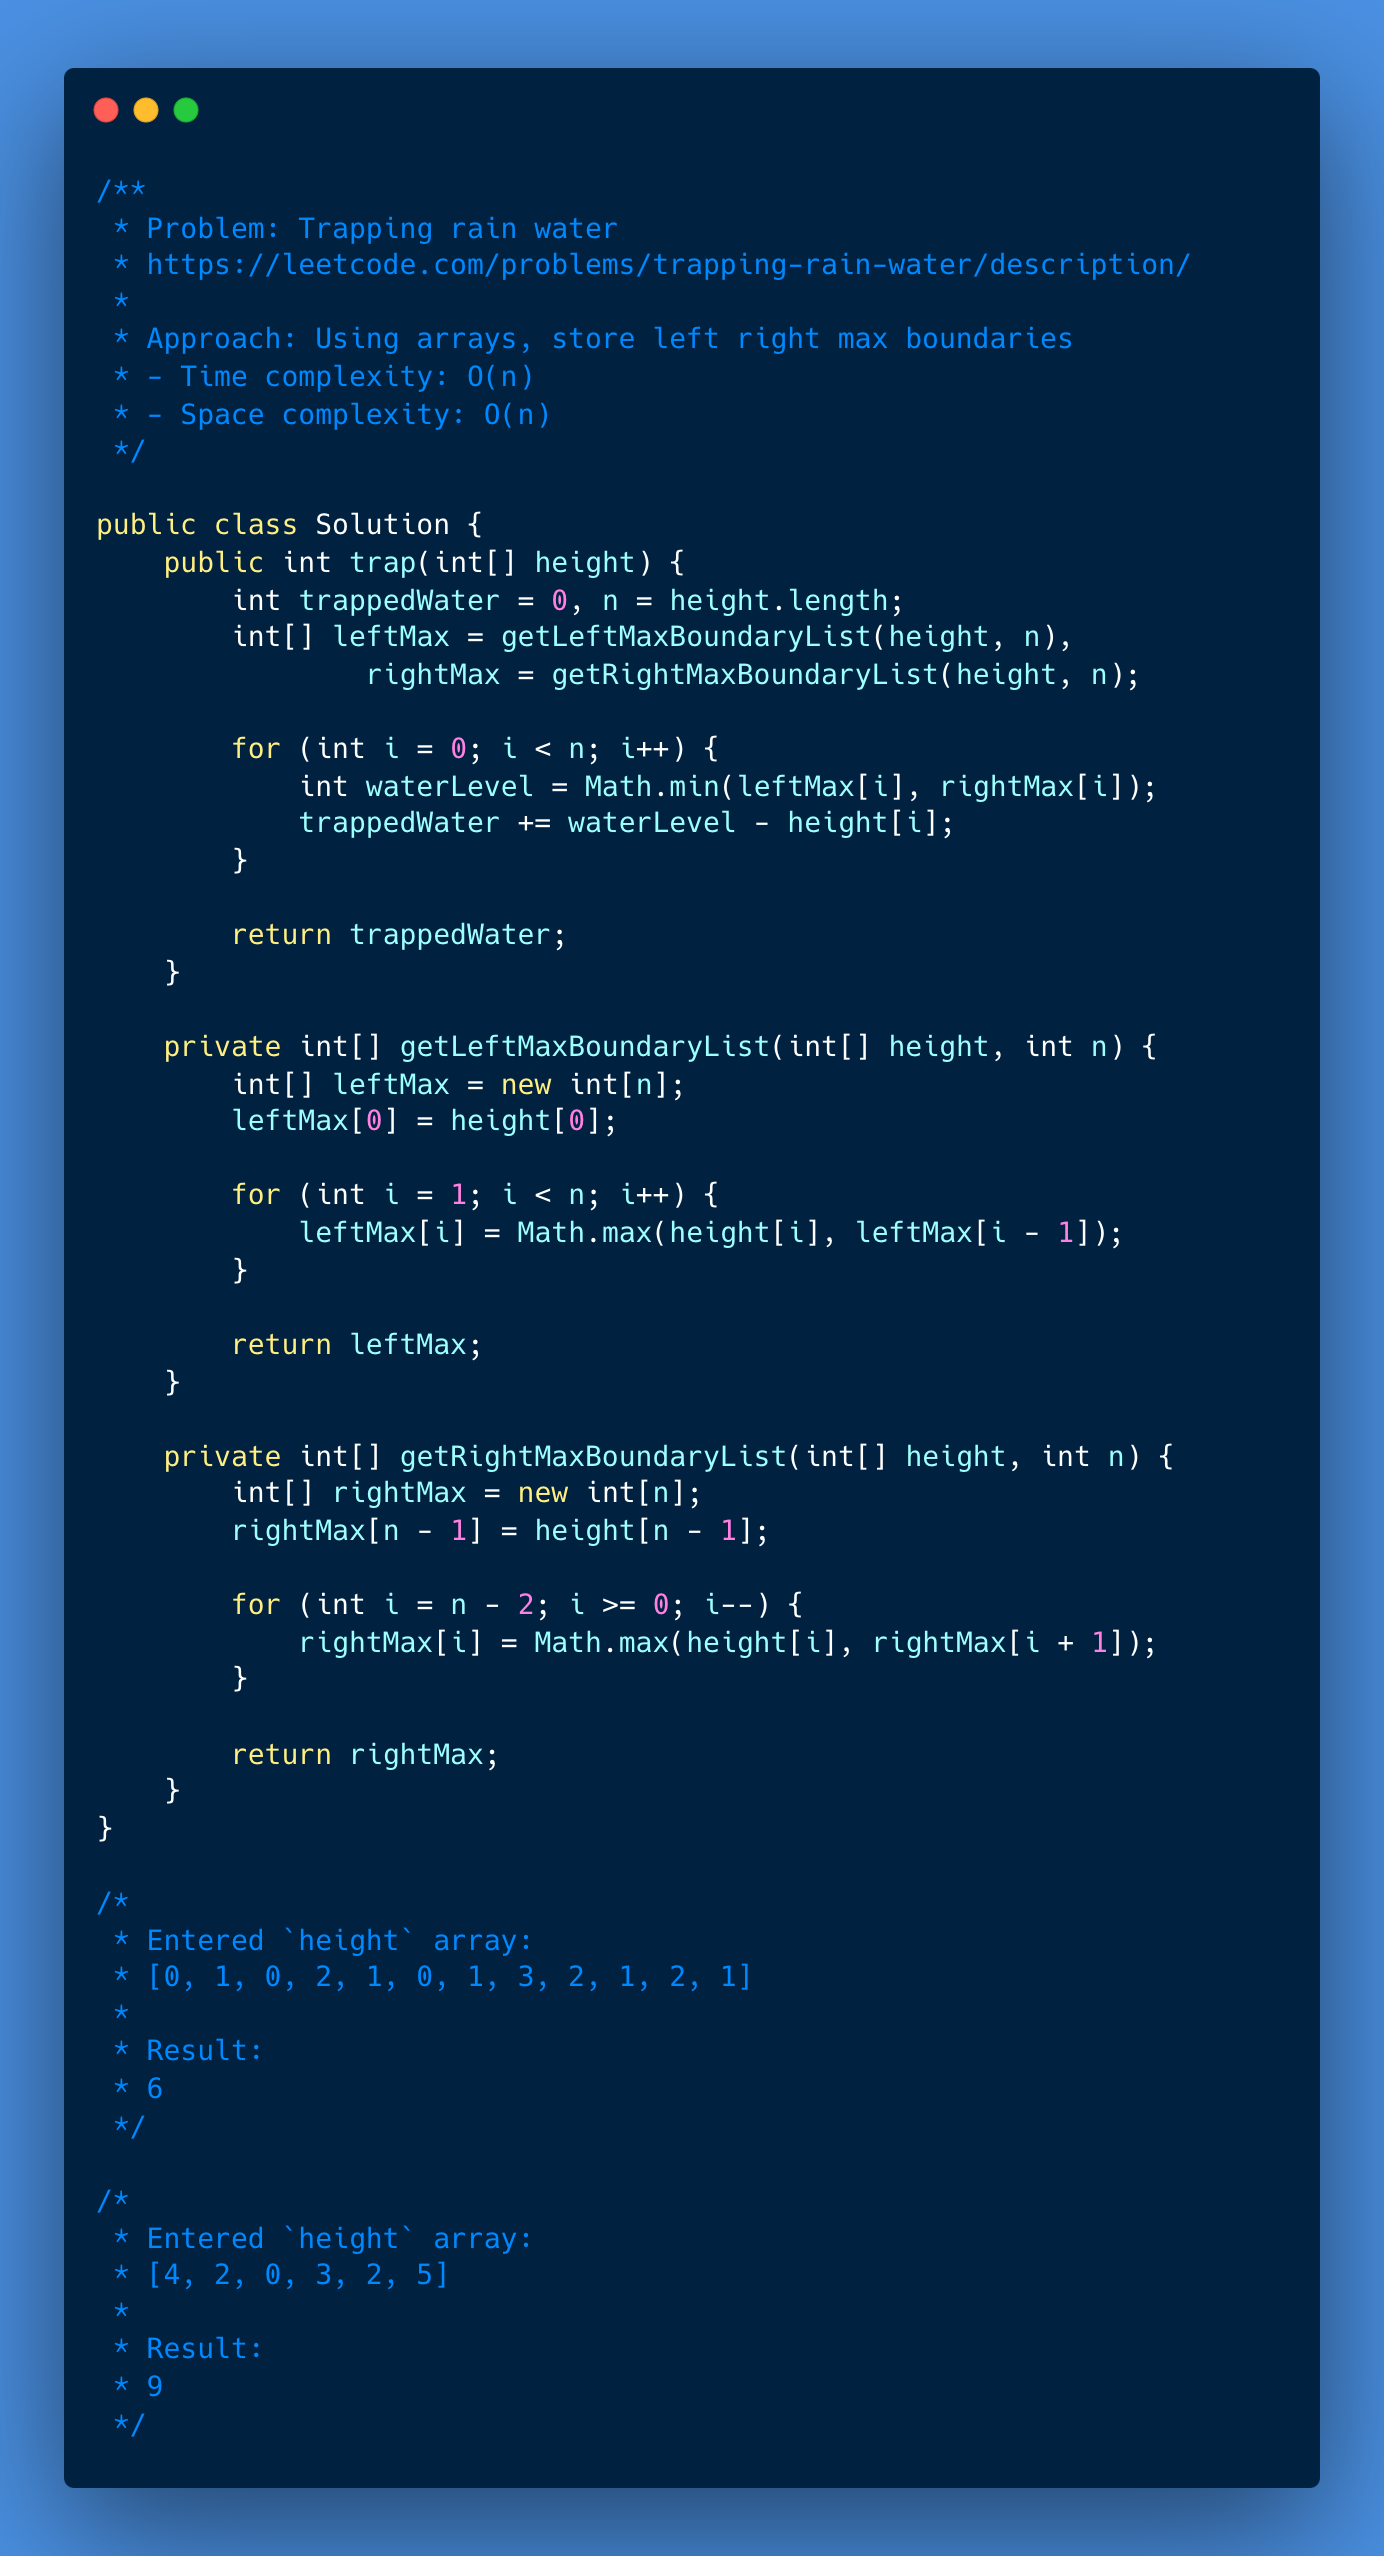 /**
 * Problem: Trapping rain water
 * https://leetcode.com/problems/trapping-rain-water/description/
 *
 * Approach: Using arrays, store left right max boundaries
 * - Time complexity: O(n)
 * - Space complexity: O(n)
 */

public class Solution {
    public int trap(int[] height) {
        int trappedWater = 0, n = height.length;
        int[] leftMax = getLeftMaxBoundaryList(height, n),
                rightMax = getRightMaxBoundaryList(height, n);

        for (int i = 0; i < n; i++) {
            int waterLevel = Math.min(leftMax[i], rightMax[i]);
            trappedWater += waterLevel - height[i];
        }

        return trappedWater;
    }

    private int[] getLeftMaxBoundaryList(int[] height, int n) {
        int[] leftMax = new int[n];
        leftMax[0] = height[0];

        for (int i = 1; i < n; i++) {
            leftMax[i] = Math.max(height[i], leftMax[i - 1]);
        }

        return leftMax;
    }

    private int[] getRightMaxBoundaryList(int[] height, int n) {
        int[] rightMax = new int[n];
        rightMax[n - 1] = height[n - 1];

        for (int i = n - 2; i >= 0; i--) {
            rightMax[i] = Math.max(height[i], rightMax[i + 1]);
        }

        return rightMax;
    }
}

/*
 * Entered `height` array:
 * [0, 1, 0, 2, 1, 0, 1, 3, 2, 1, 2, 1]
 *
 * Result:
 * 6
 */

/*
 * Entered `height` array:
 * [4, 2, 0, 3, 2, 5]
 *
 * Result:
 * 9
 */